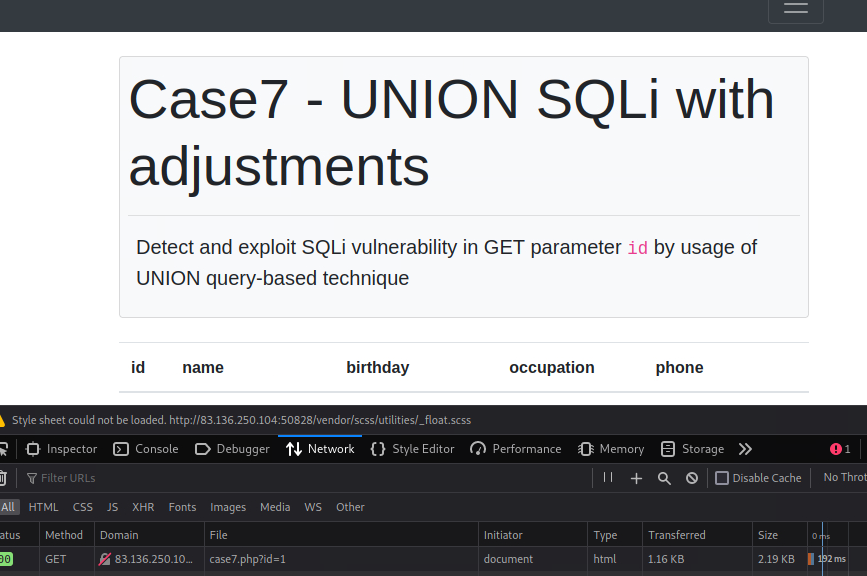 Case7 - UNION SQLi with
adjustments
Detect and exploit SQLi vulnerability in GET parameter id by usage of
UNION query-based technique
id name birthday occupation phone
Style sheet could not be loaded. http://83.136.250.104:50828/vendor/scss/utilities/_float.scss
Inspector Console Debugger Network Style Editor Performance Memory Storage 1
Filter URLs Disable Cache No Throt
All HTML CSS JS XHR Fonts Images Media WS Other
atus Method Domain File Initiator Type Transferred Size 0 ms
00 GET 83.136.250.10... case7.php?id=1 document html 1.16 KB 2.19 KB 192 ms